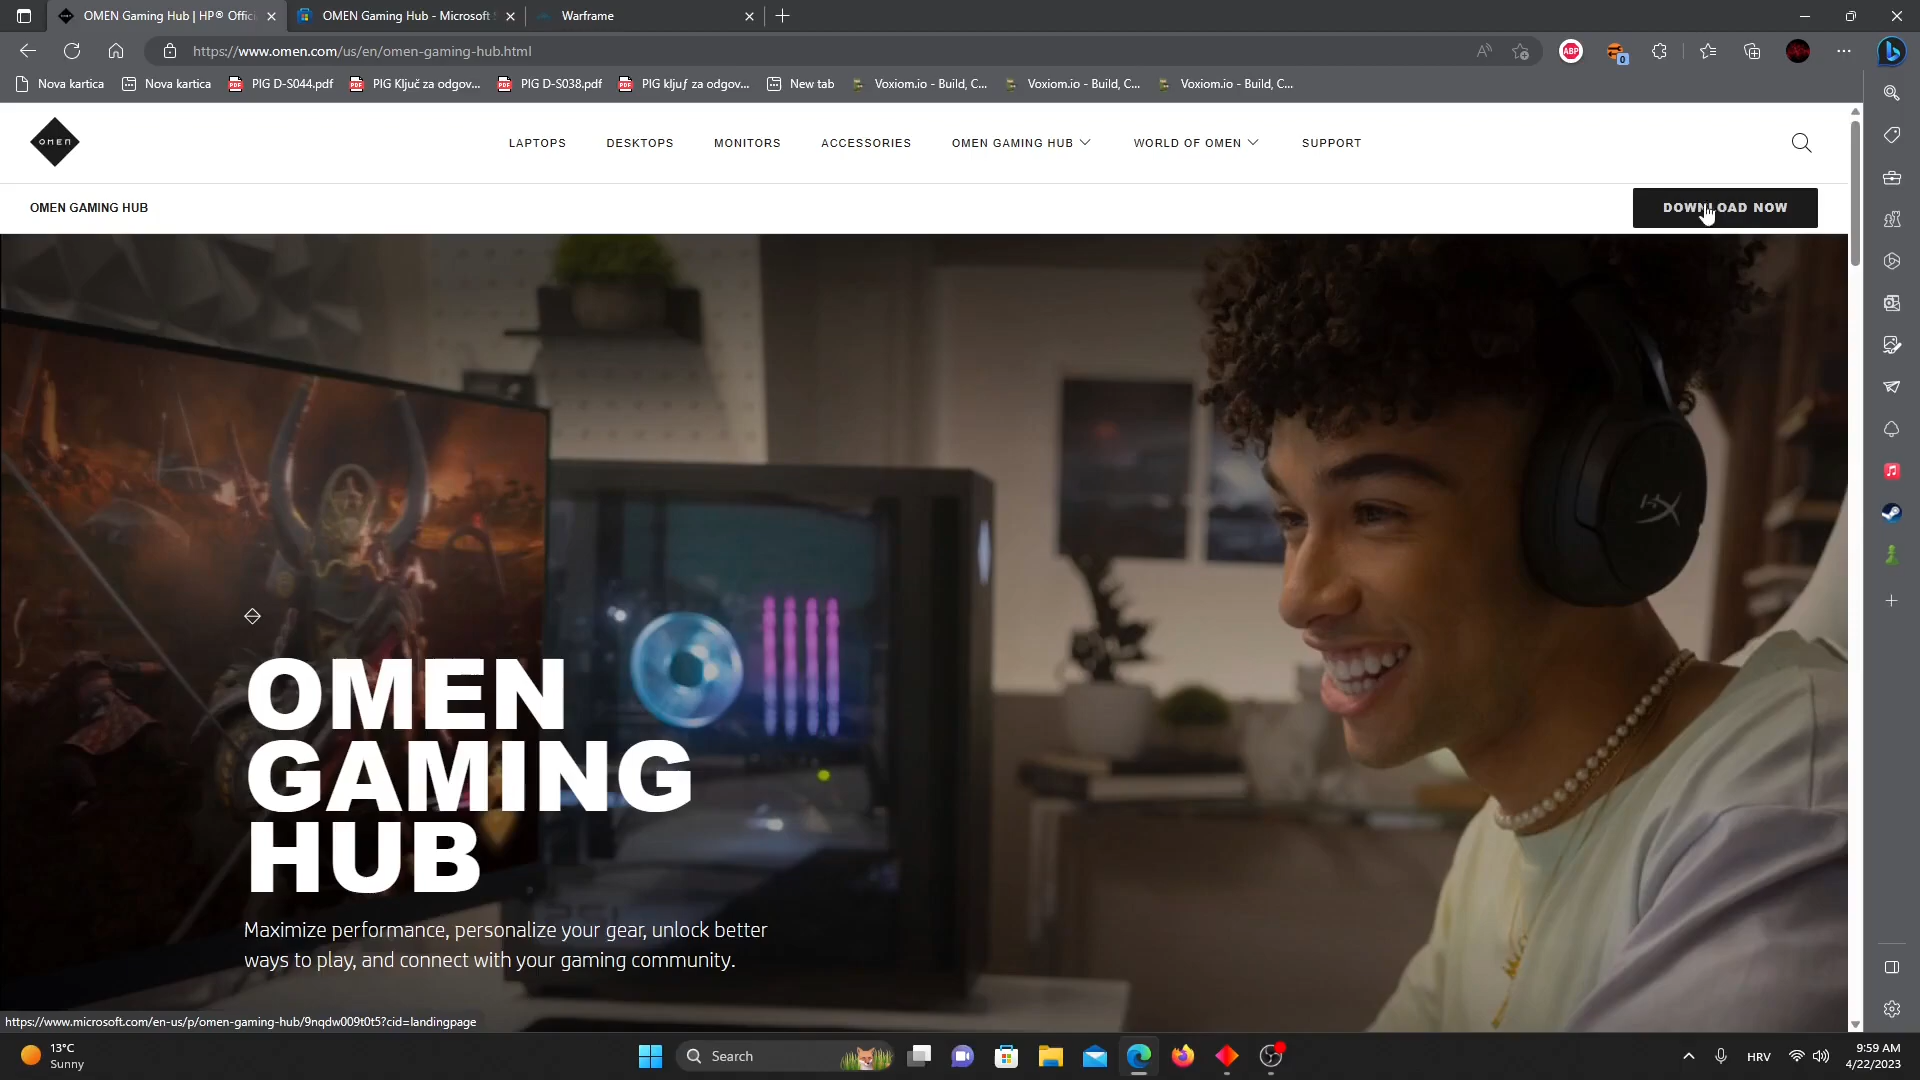 OMEN Gaming Hub | HP® Offici
OMEN Gaming Hub - Microsoft S
Warframe
https://www.omen.com/us/en/omen-gaming-hub.html
ABP
0
Nova kartica
Nova kartica
PIG D-S044.pdf
PIG Ključ za odgov...
PIG D-S038.pdf
PIG kljuƒ za odgov...
New tab
Voxiom.io - Build, C...
Voxiom.io - Build, C...
Voxiom.io - Build, C...
OMEN
LAPTOPS
DESKTOPS
MONITORS
ACCESSORIES
OMEN GAMING HUB
WORLD OF OMEN
SUPPORT
OMEN GAMING HUB
DOWNLOAD NOW
HX
OMEN
GAMING
HUB
Maximize performance, personalize your gear, unlock better
ways to play, and connect with your gaming community.
https://www.microsoft.com/en-us/p/omen-gaming-hub/9nqdw009t0t5?cid=landingpage
13°C
Sunny
Search
HRV
9:59 AM
4/22/2023